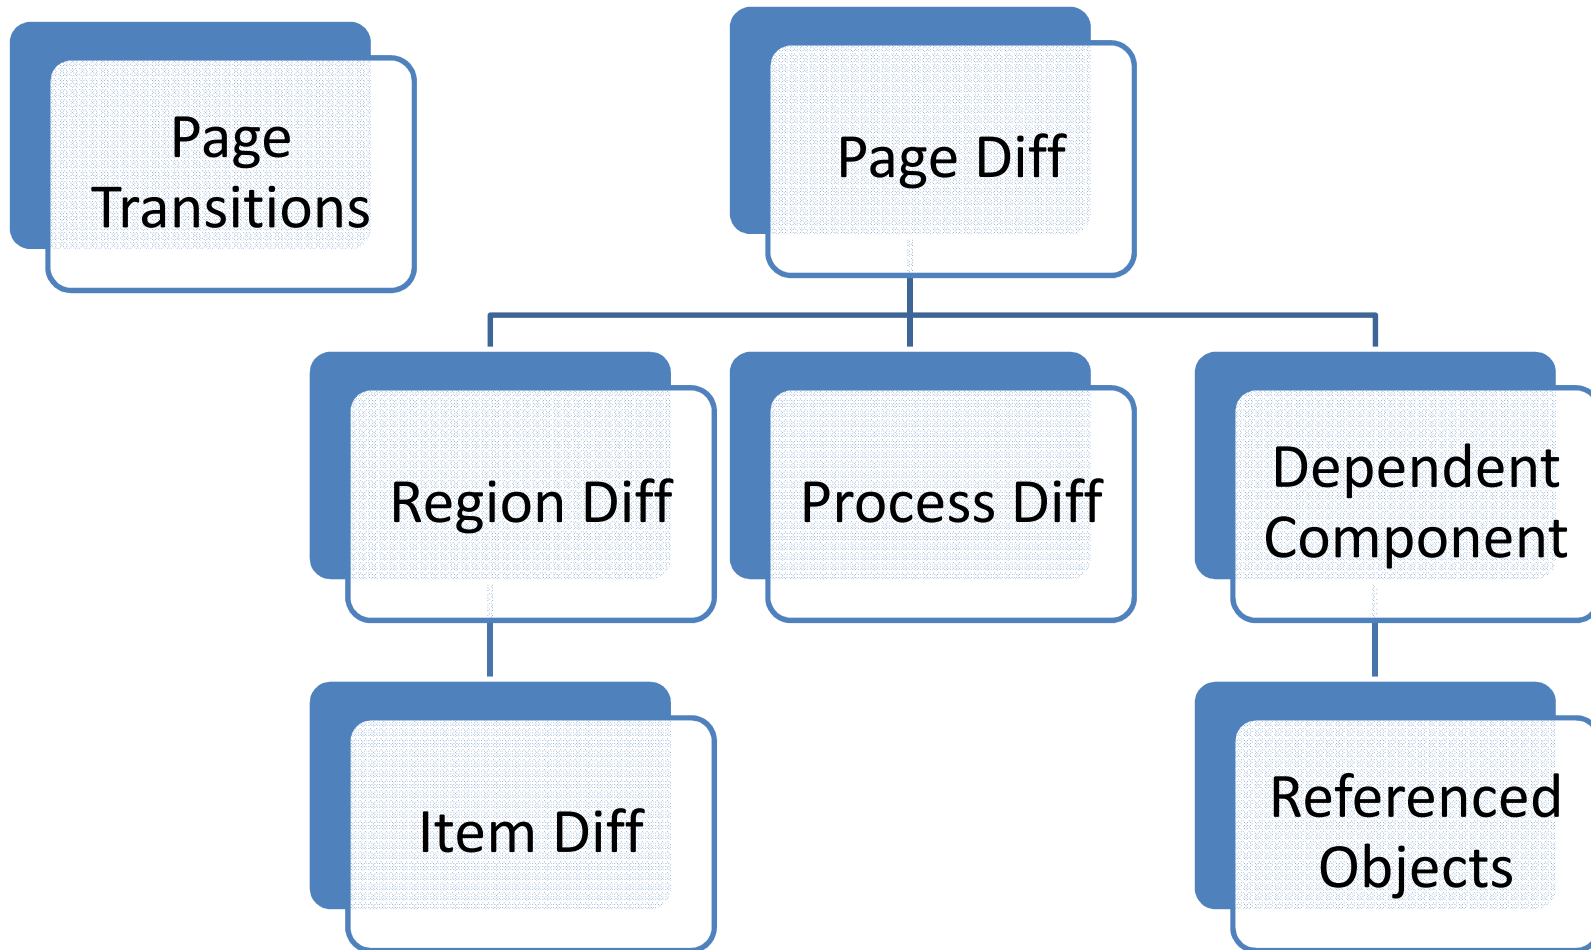 Page
Transitions
Page Diff
Region Diff
Process Diff
Dependent
Component
Item Diff
Referenced
Objects